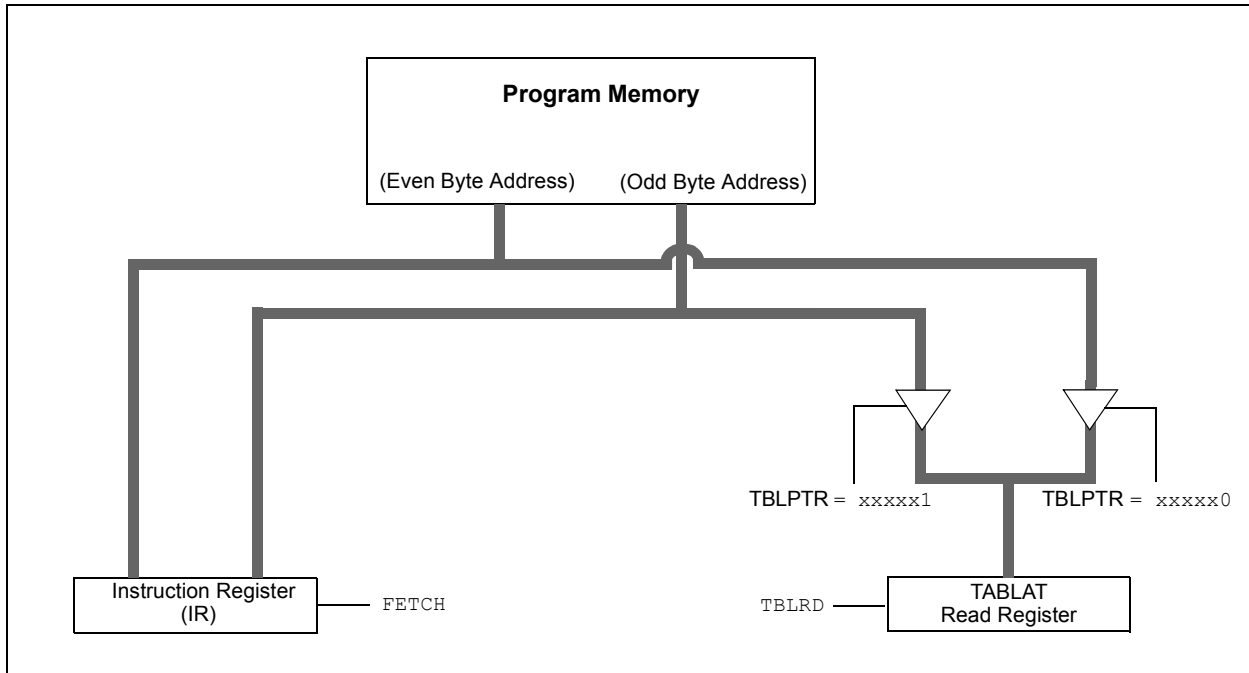 Program Memory
(Even Byte Address) (Odd Byte Address)
TBLPTR = xxxxx1
TBLPTR = xxxxx0
Instruction Register
(IR)
FETCH
TBLRD
TABLAT
Read Register